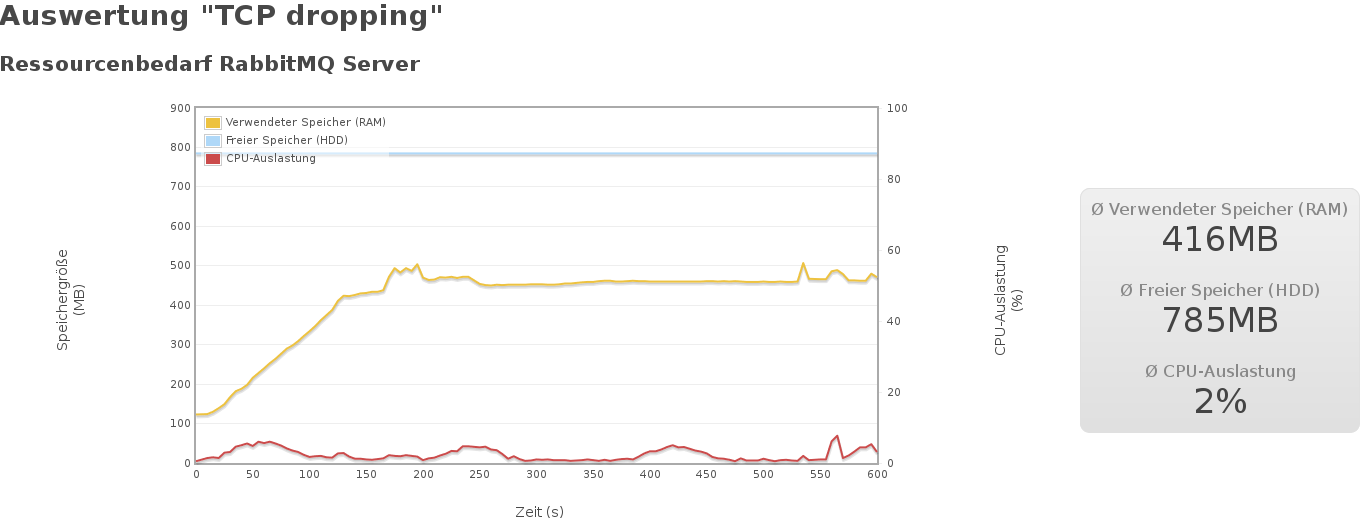 Auswertung "TCP dropping"
Ressourcenbedarf RabbitMQ Server
900
800
700
600
500
400
300
200
100
0
Speichergröße
(MB)
Verwendeter Speicher (RAM)
Freier Speicher (HDD)
CPU-Auslastung
100
80
60
40
20
0
CPU-Auslastung
(%)
0 50 100 150 200 250 300 350 400 450 500 550 600
Zeit (s)
Ø Verwendeter Speicher (RAM)
416MB
Ø Freier Speicher (HDD)
785MB
Ø CPU-Auslastung
2%